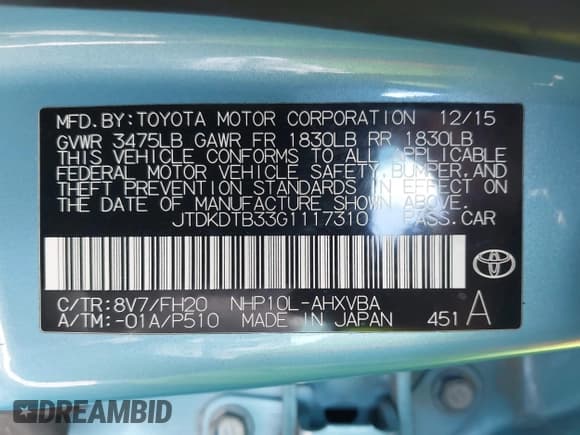 MFD.BY:TOYOTA MOTOR CORPORATION 12/15
GVWR 3475LB GAWR FR 1830LB RR 1830LB
THIS VEHICLE CONFORMS TO ALL APPLICABLE
FEDERAL MOTOR VEHICLE SAFETY,BUMPER,AND
THEFT PREVENTION STANDARDS IN EFFECT ON
THE DATE OF MANUFACTURE SHOWN ABOVE.
JTDKDTB33G1117310 PASS.CAR
C/TR:8V7/FH20 NHP10L-AHXVBA
A/TM:-01A/P510 MADE IN JAPAN 451 A
DREAMBID